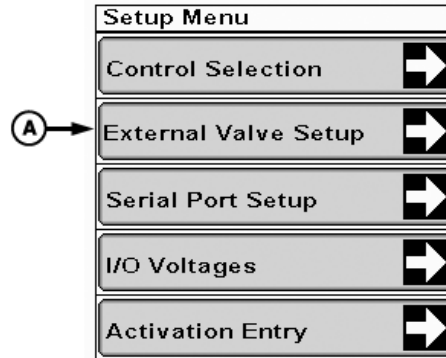 Setup Menu
Control Selection
A
External Valve Setup
Serial Port Setup
I/O Voltages
Activation Entry